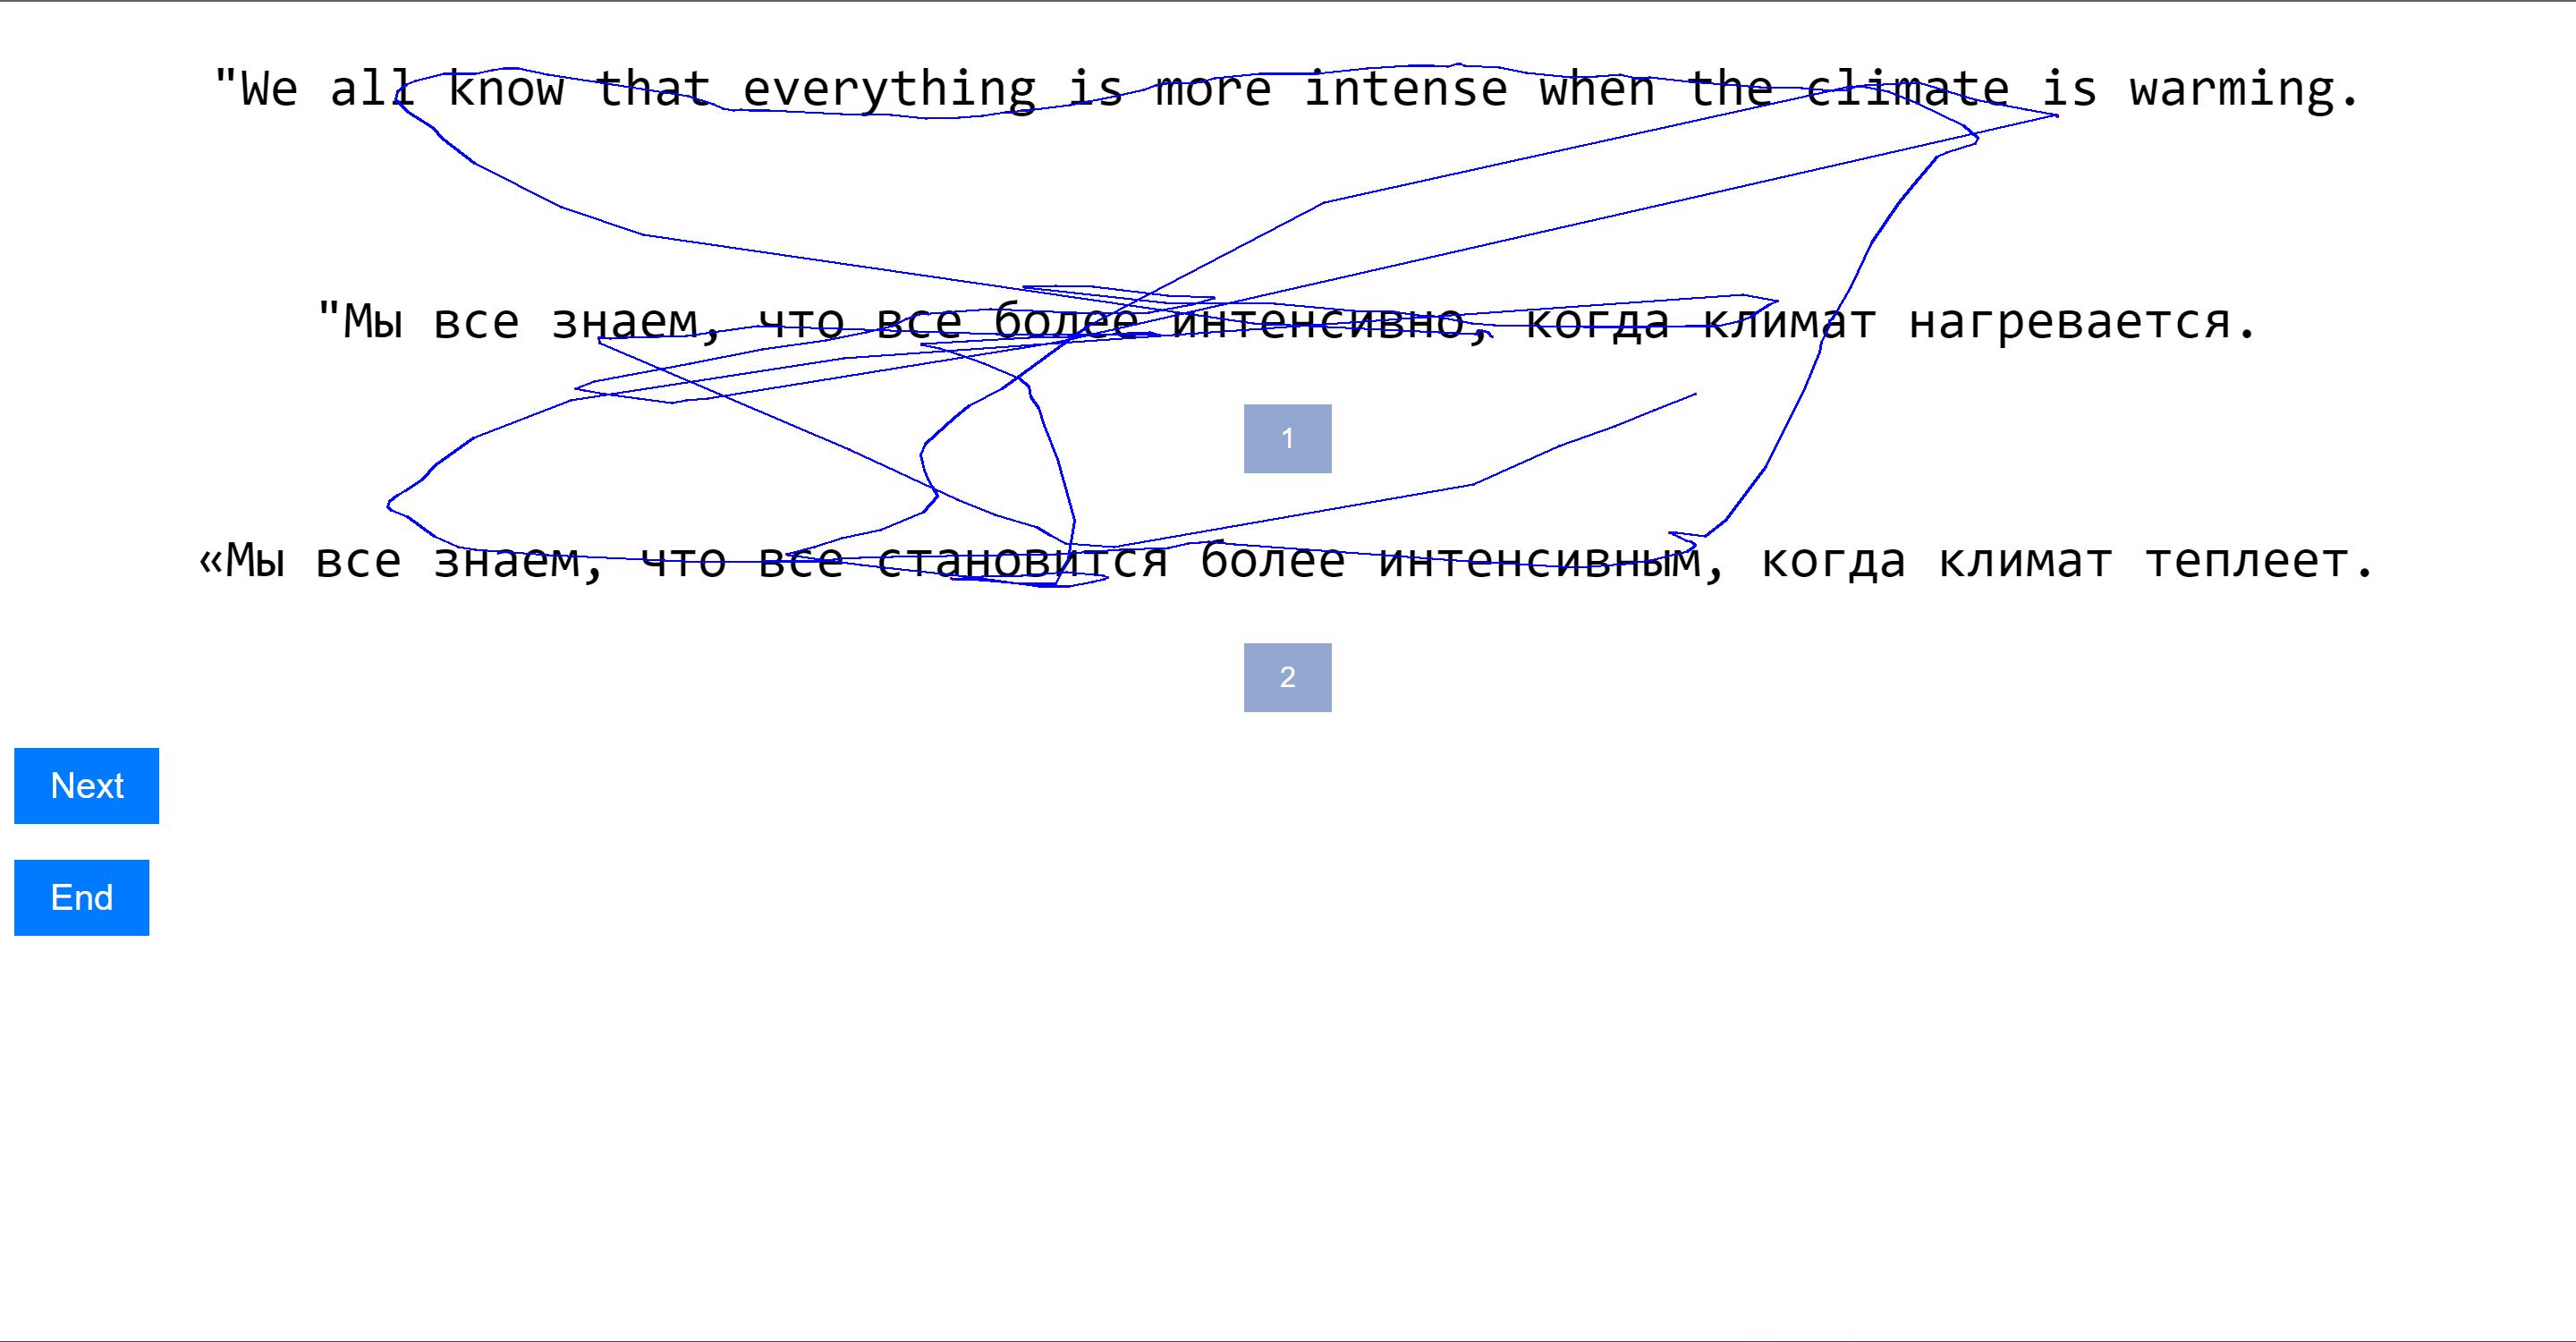 "We all know that everything is more intense when the climate is warming.
"Мы все знаем, что все более интенсивно, когда климат нагревается.
1
«Мы все знаем, что все становится более интенсивным, когда климат теплеет.
2
Next
End